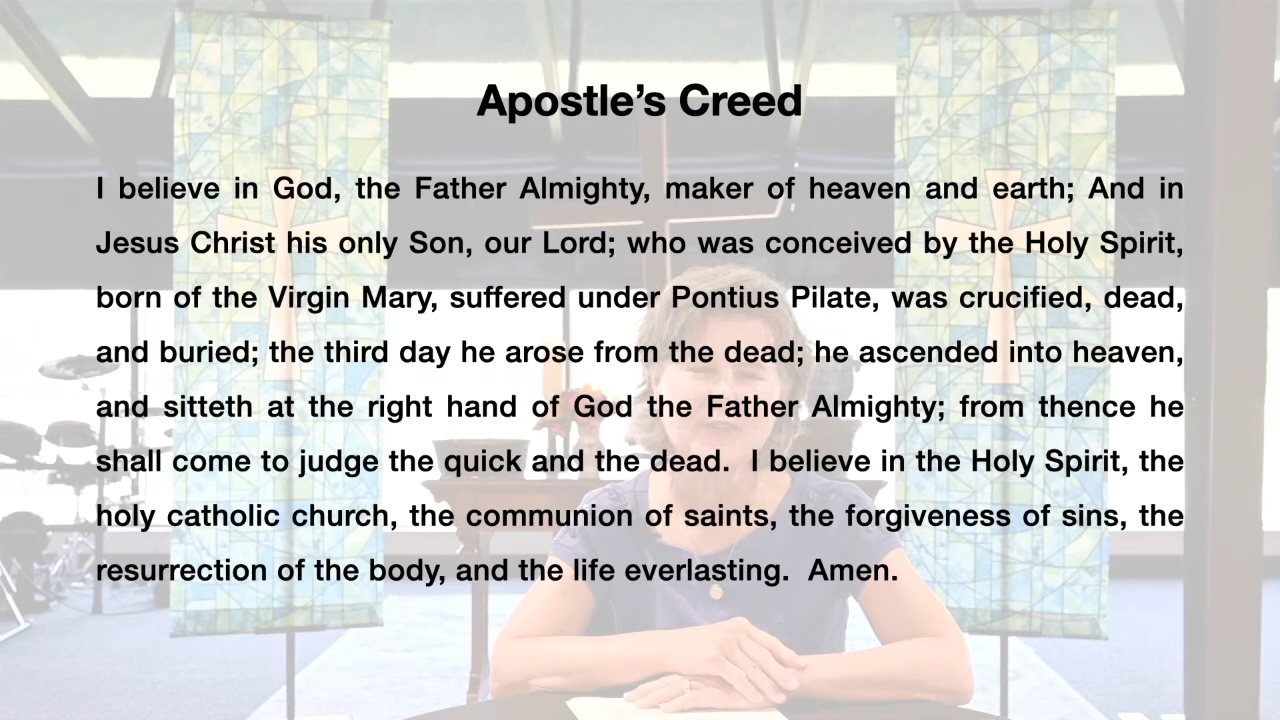 Apostle’s Creed
I believe in God, the Father Almighty, maker of heaven and earth; And in
Jesus Christ his only Son, our Lord; who was conceived by the Holy Spirit,
born of the Virgin Mary, suffered under Pontius Pilate, was crucified, dead,
and buried; the third day he arose from the dead; he ascended into heaven,
and sitteth at the right hand of God the Father Almighty; from thence he
shall come to judge the quick and the dead.  I believe in the Holy Spirit, the
holy catholic church, the communion of saints, the forgiveness of sins, the
resurrection of the body, and the life everlasting.  Amen.